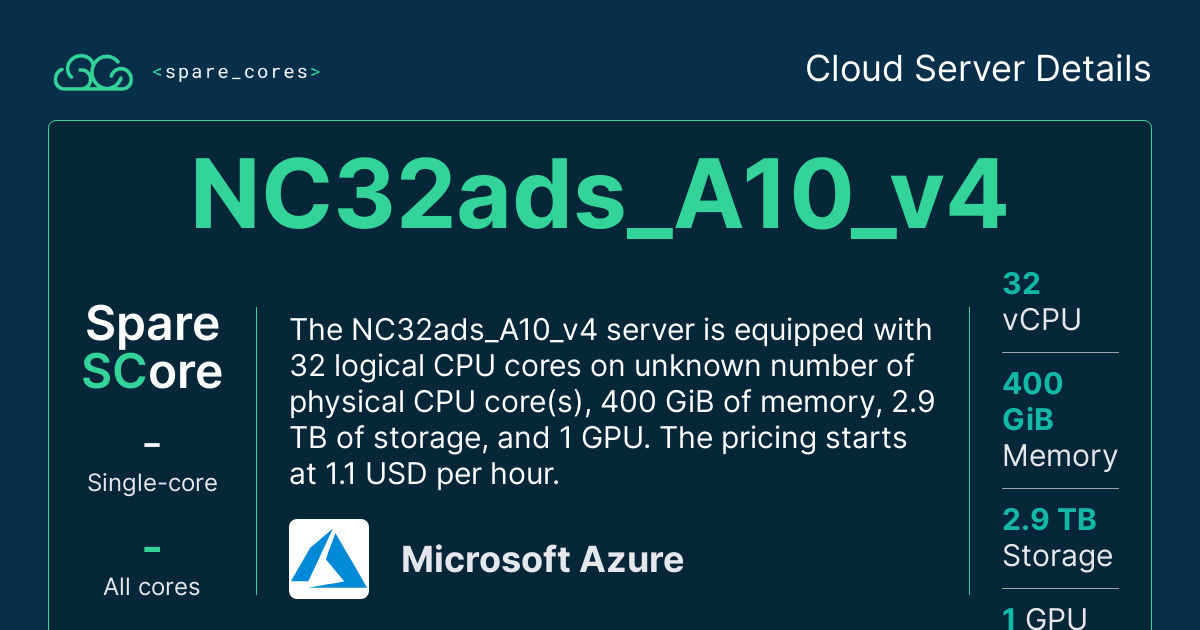 <spare_cores>
Cloud Server Details
NC32ads_A10_v4
Spare
SCore
-
Single-core
-
All cores
The NC32ads_A10_v4 server is equipped with
32 logical CPU cores on unknown number of
physical CPU core(s), 400 GiB of memory, 2.9
TB of storage, and 1 GPU. The pricing starts
at 1.1 USD per hour.
Microsoft Azure
32
vCPU
400
GiB
Memory
2.9 TB
Storage
1 GPU